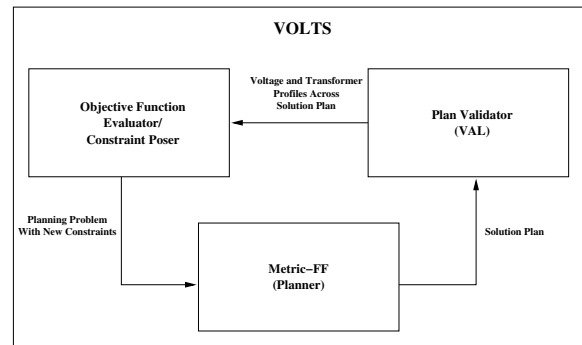 VOLTS
Objective Function
Evaluator/
Constraint Poser
Voltage and Transformer
Profiles Across
Solution Plan
Plan Validator
(VAL)
Planning Problem
With New Constraints
Solution Plan
Metric−FF
(Planner)